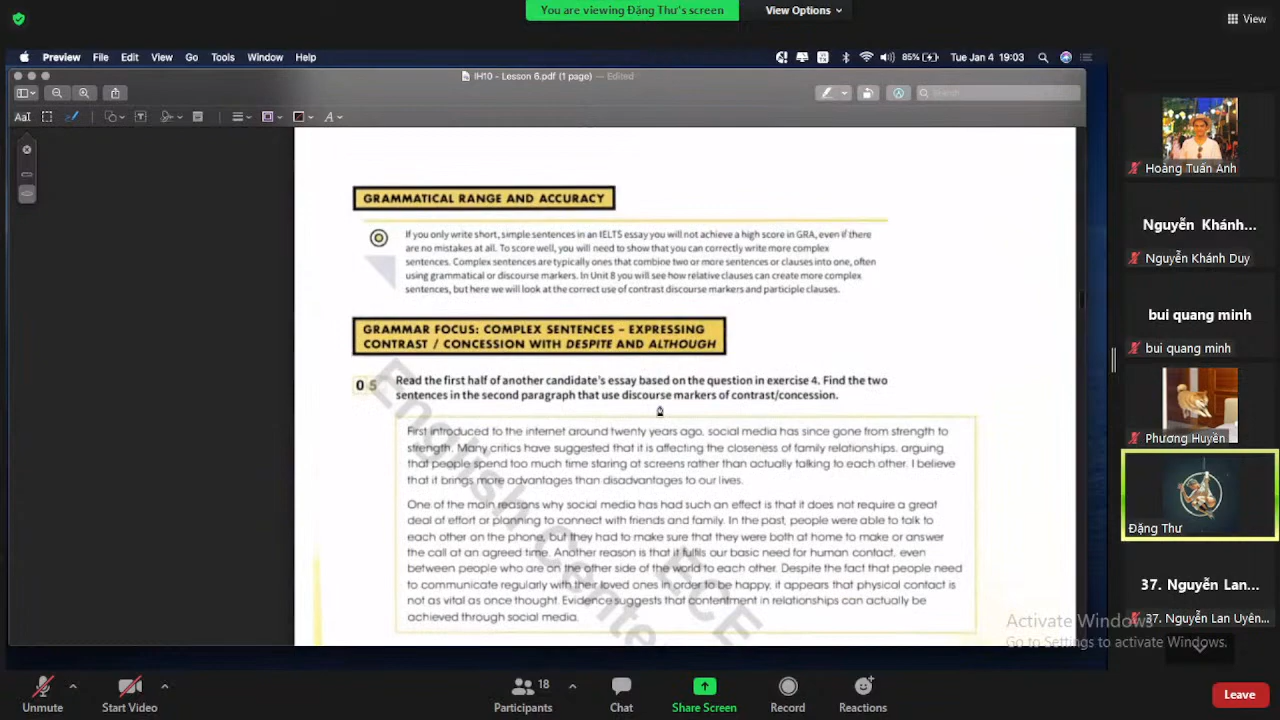 You are viewing Đặng Thư's screen
View Options
View
Preview File Edit View Go Tools Window Help
85% Tue Jan 4 19:03
IH10 - Lesson 6.pdf (1 page) — Edited
Search
GRAMMATICAL RANGE AND ACCURACY
If you only write short, simple sentences in an IELTS essay you will not achieve a high score in GRA, even if there
are no mistakes at all. To score well, you will need to show that you can correctly write more complex
sentences. Complex sentences are typically ones that combine two or more sentences or clauses into one, often
using grammatical or discourse markers. In Unit 8 you will see how relative clauses can create more complex
sentences, but here we will look at the correct use of contrast discourse markers and participle clauses.
GRAMMAR FOCUS: COMPLEX SENTENCES – EXPRESSING
CONTRAST / CONCESSION WITH DESPITE AND ALTHOUGH
05 Read the first half of another candidate's essay based on the question in exercise 4. Find the two
sentences in the second paragraph that use discourse markers of contrast/concession.
First introduced to the internet around twenty years ago, social media has since gone from strength to
strength. Many critics have suggested that it is affecting the closeness of family relationships, arguing
that people spend too much time staring at screens rather than actually talking to each other. I believe
that it brings more advantages than disadvantages to our lives.
One of the main reasons why social media has had such an effect is that it does not require a great
deal of effort or planning to connect with friends and family. In the past, people were able to talk to
each other on the phone, but they had to make sure that they were both at home to make or answer
the call at an agreed time. Another reason is that it fulfils our basic need for human contact, even
between people who are on the other side of the world to each other. Despite the fact that people need
to communicate regularly with their loved ones in order to be happy, it appears that physical contact is
not as vital as once thought. Evidence suggests that contentment in relationships can actually be
achieved through social media.
English Cente
ECE
Hoàng Tuấn Anh
Nguyễn Khánh...
Nguyễn Khánh Duy
bui quang minh
bui quang minh
Phương Huyền
Đặng Thư
37. Nguyễn Lan...
37. Nguyễn Lan Uyên...
Activate Windows
Go to Settings to activate Windows.
Unmute
Start Video
18
Participants
Chat
Share Screen
Record
Reactions
Leave